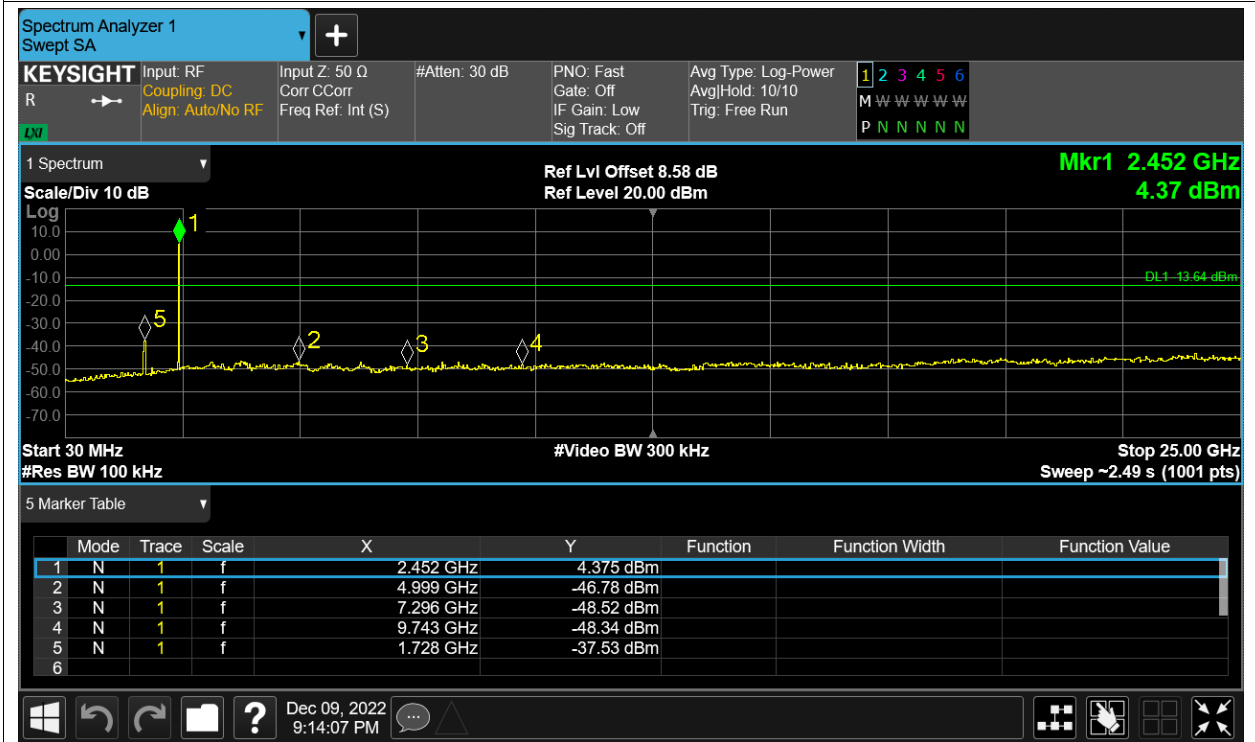 Spectrum Analyzer 1
Swept SA
+
KEYSIGHT
R
LXI
Input: RF
Coupling: DC
Align: Auto/No RF
Input Z: 50 Ω
Corr CCorr
Freq Ref: Int (S)
#Atten: 30 dB
PNO: Fast
Gate: Off
IF Gain: Low
Sig Track: Off
Avg Type: Log-Power
Avg|Hold: 10/10
Trig: Free Run
1 2 3 4 5 6
M W W W W W
P N N N N N
1 Spectrum
Scale/Div 10 dB
Ref Lvl Offset 8.58 dB
Ref Level 20.00 dBm
Mkr1 2.452 GHz
4.37 dBm
Log
10.0
0.00
-10.0
-20.0
-30.0
-40.0
-50.0
-60.0
-70.0
1
5
2
3
4
DL1 -13.64 dBm
Start 30 MHz
#Res BW 100 kHz
#Video BW 300 kHz
Stop 25.00 GHz
Sweep ~2.49 s (1001 pts)
5 Marker Table
Mode Trace Scale X Y Function Function Width Function Value
1 N 1 f 2.452 GHz 4.375 dBm
2 N 1 f 4.999 GHz -46.78 dBm
3 N 1 f 7.296 GHz -48.52 dBm
4 N 1 f 9.743 GHz -48.34 dBm
5 N 1 f 1.728 GHz -37.53 dBm
6
?
Dec 09, 2022
9:14:07 PM